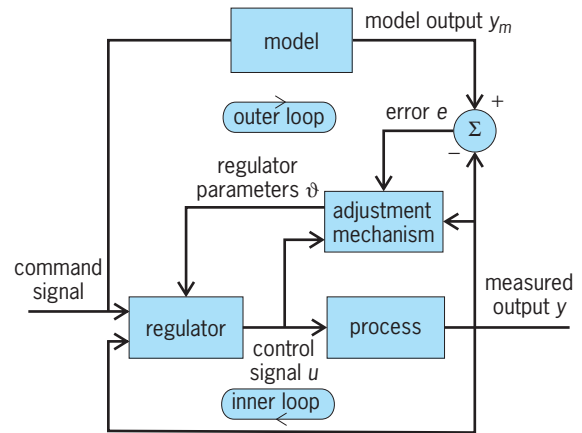 model output yₘ
model
+
outer loop
error e
Σ
−
regulator
parameters ϑ
adjustment
mechanism
command
signal
measured
output y
regulator
process
control
signal u
inner loop